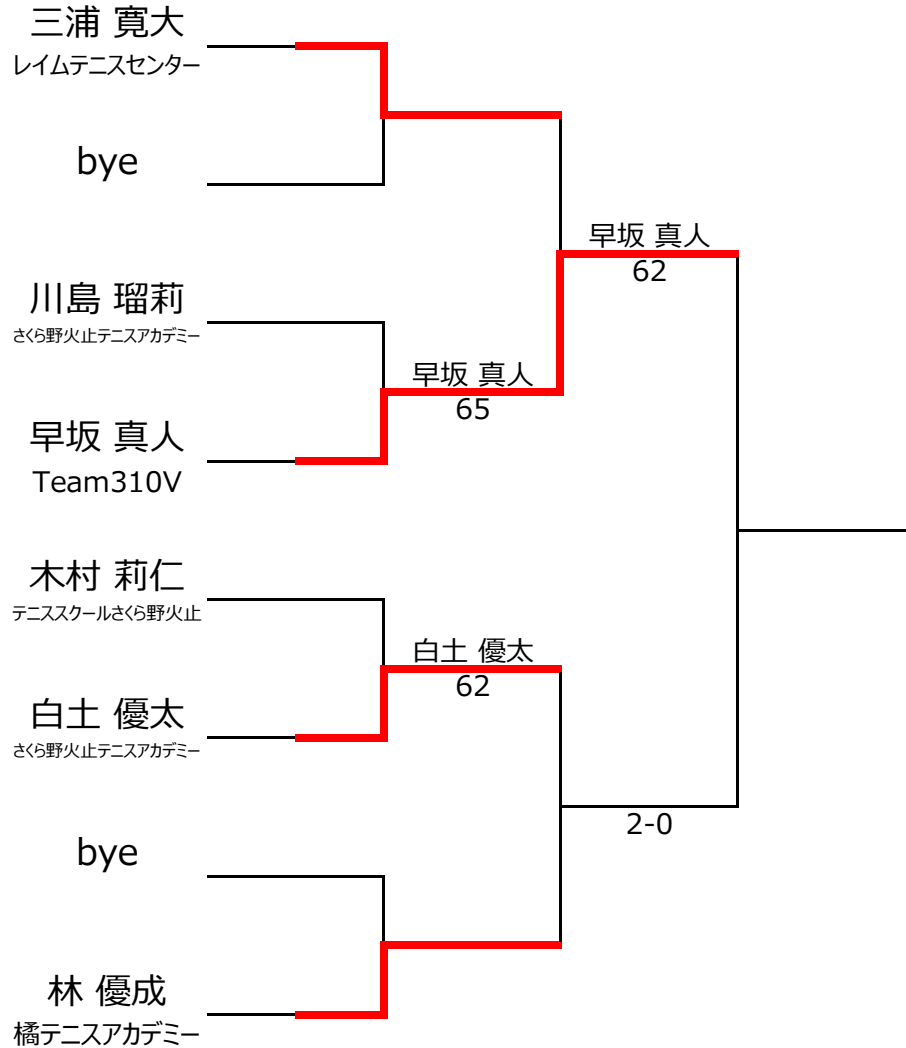 三浦 寛大
レイムテニスセンター
bye
川島 瑠莉
さくら野火止テニスアカデミー
早坂 真人
Team310V
木村 莉仁
テニススクールさくら野火止
白土 優太
さくら野火止テニスアカデミー
bye
林 優成
橘テニスアカデミー
早坂 真人
65
白土 優太
62
早坂 真人
62
2-0